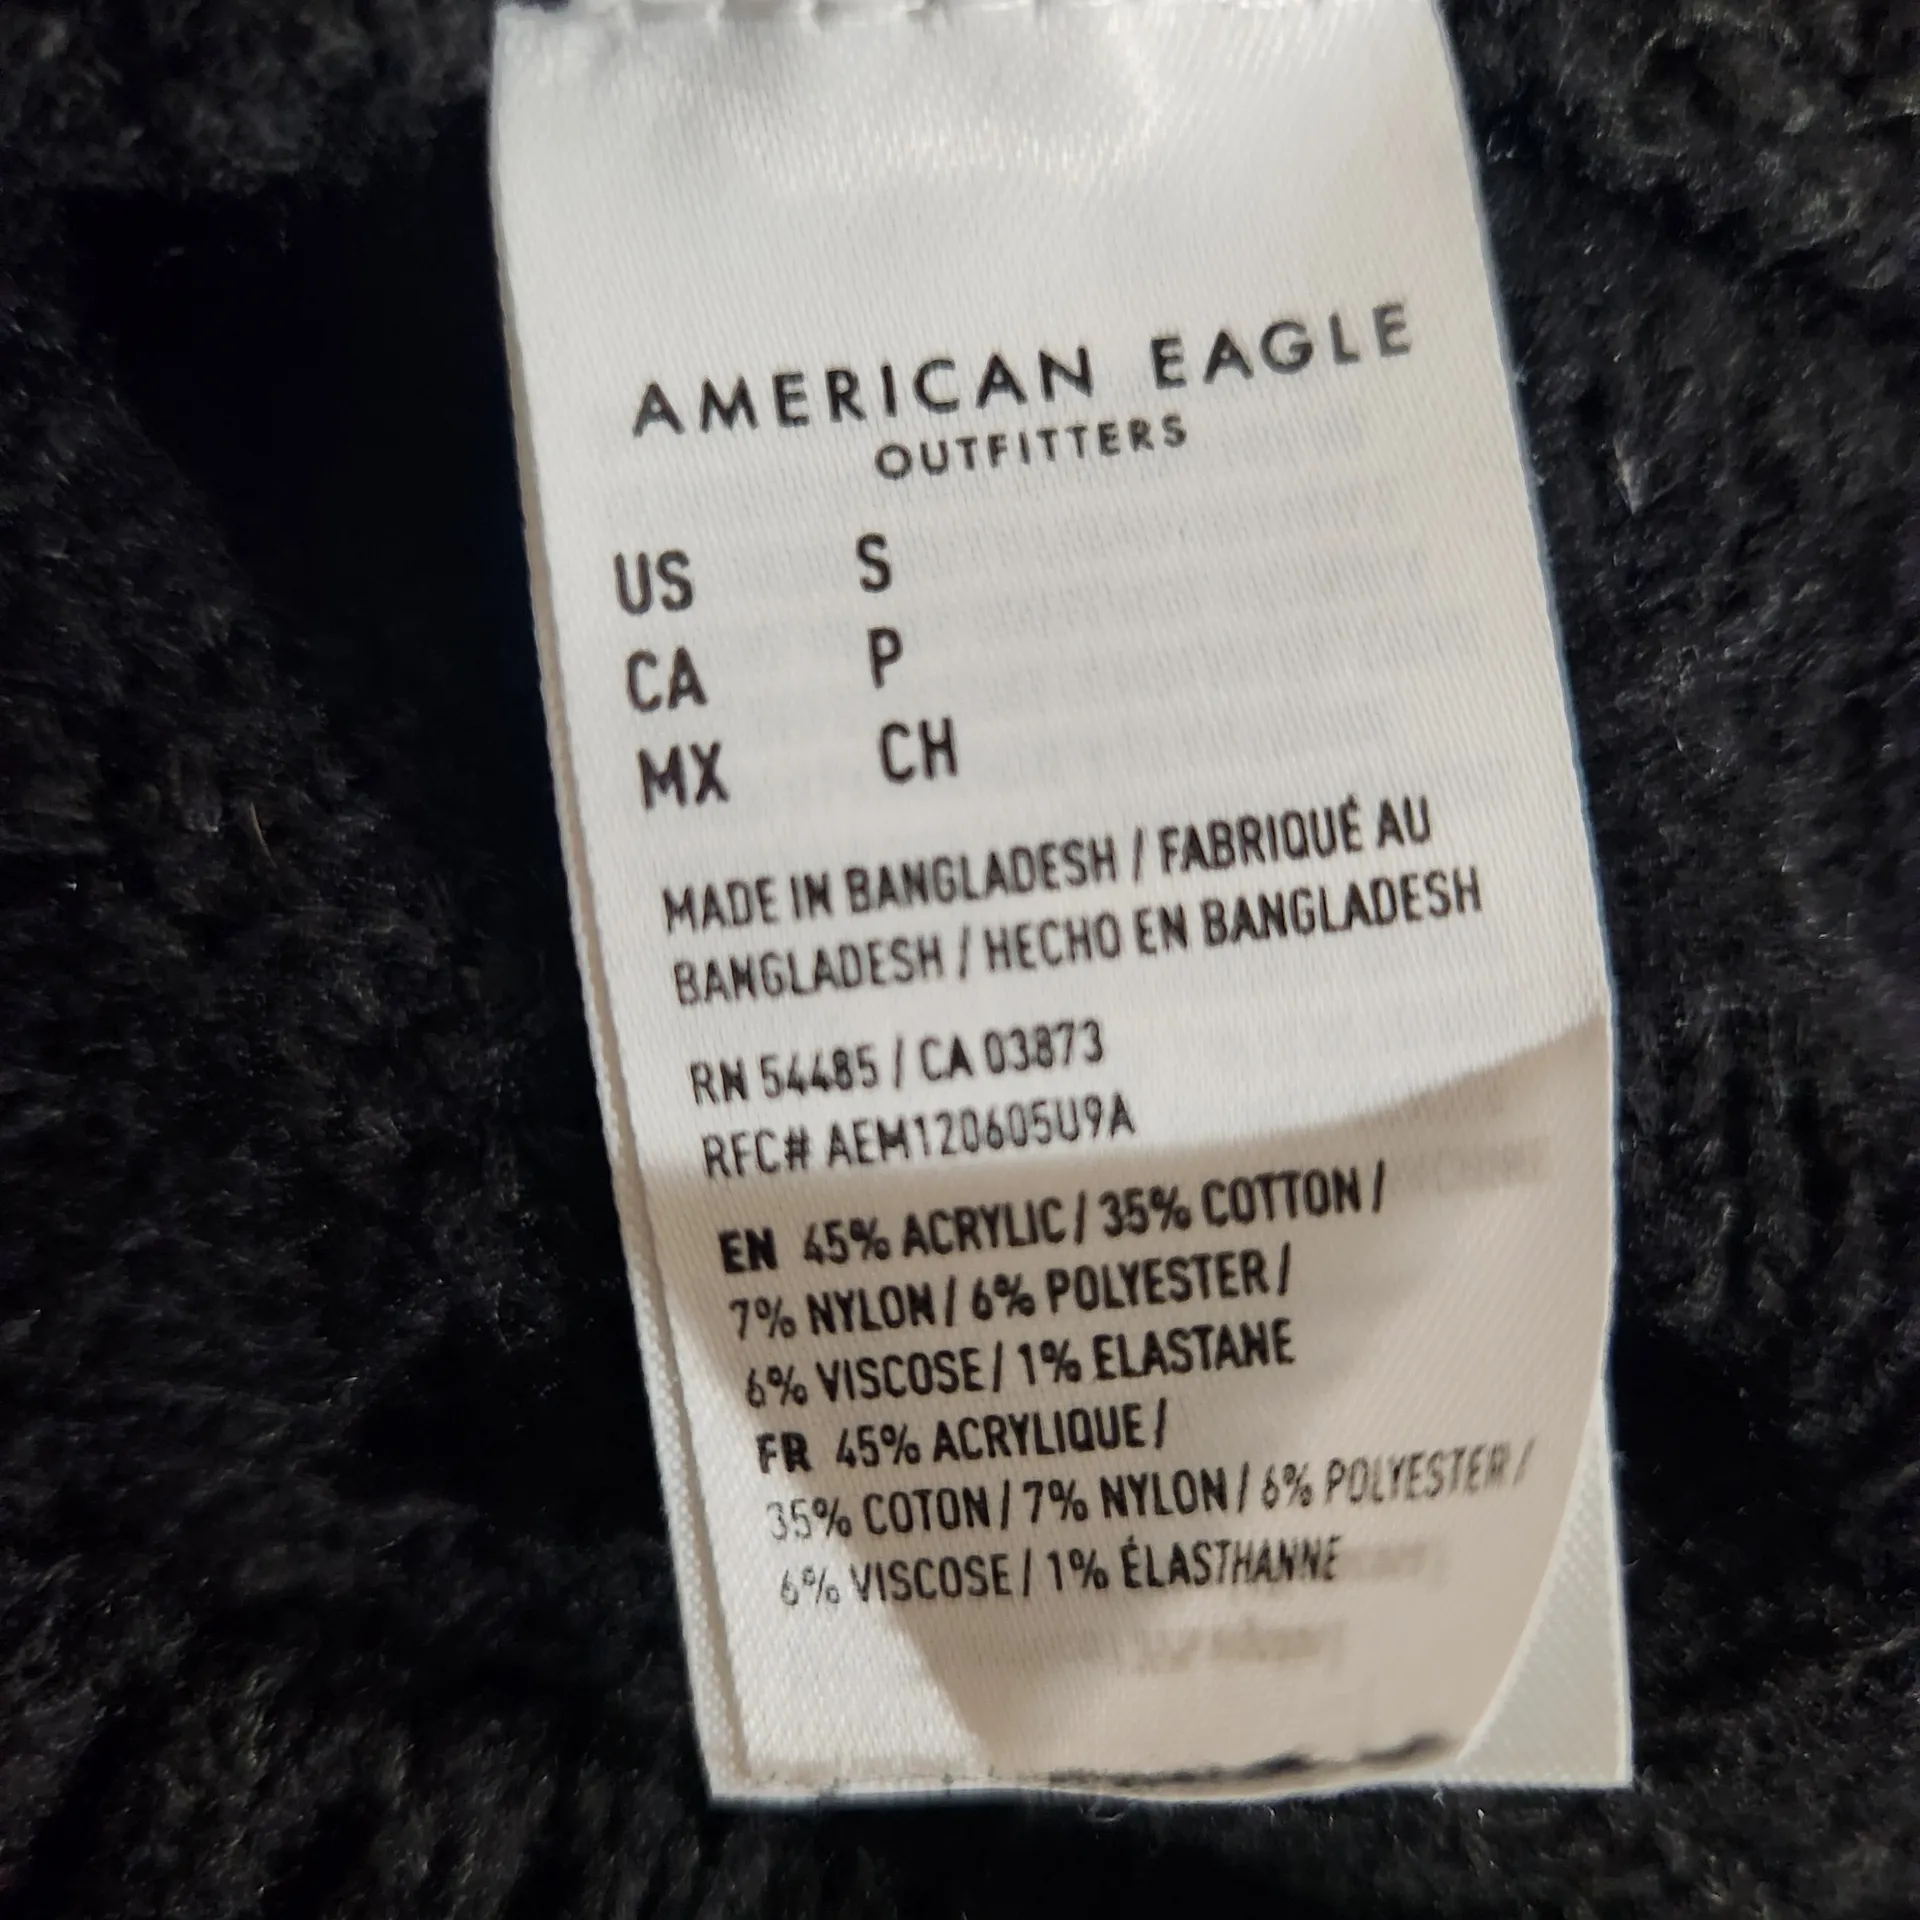 AMERICAN EAGLE
OUTFITTERS
US S
CA P
MX CH
MADE IN BANGLADESH / FABRIQUÉ AU
BANGLADESH / HECHO EN BANGLADESH
RN 54485 / CA 03873
RFC# AEM120605U9A
EN 45% ACRYLIC / 35% COTTON /
7% NYLON / 6% POLYESTER /
6% VISCOSE / 1% ELASTANE
FR 45% ACRYLIQUE /
35% COTON / 7% NYLON / 6% POLYESTER /
6% VISCOSE / 1% ÉLASTHANNE